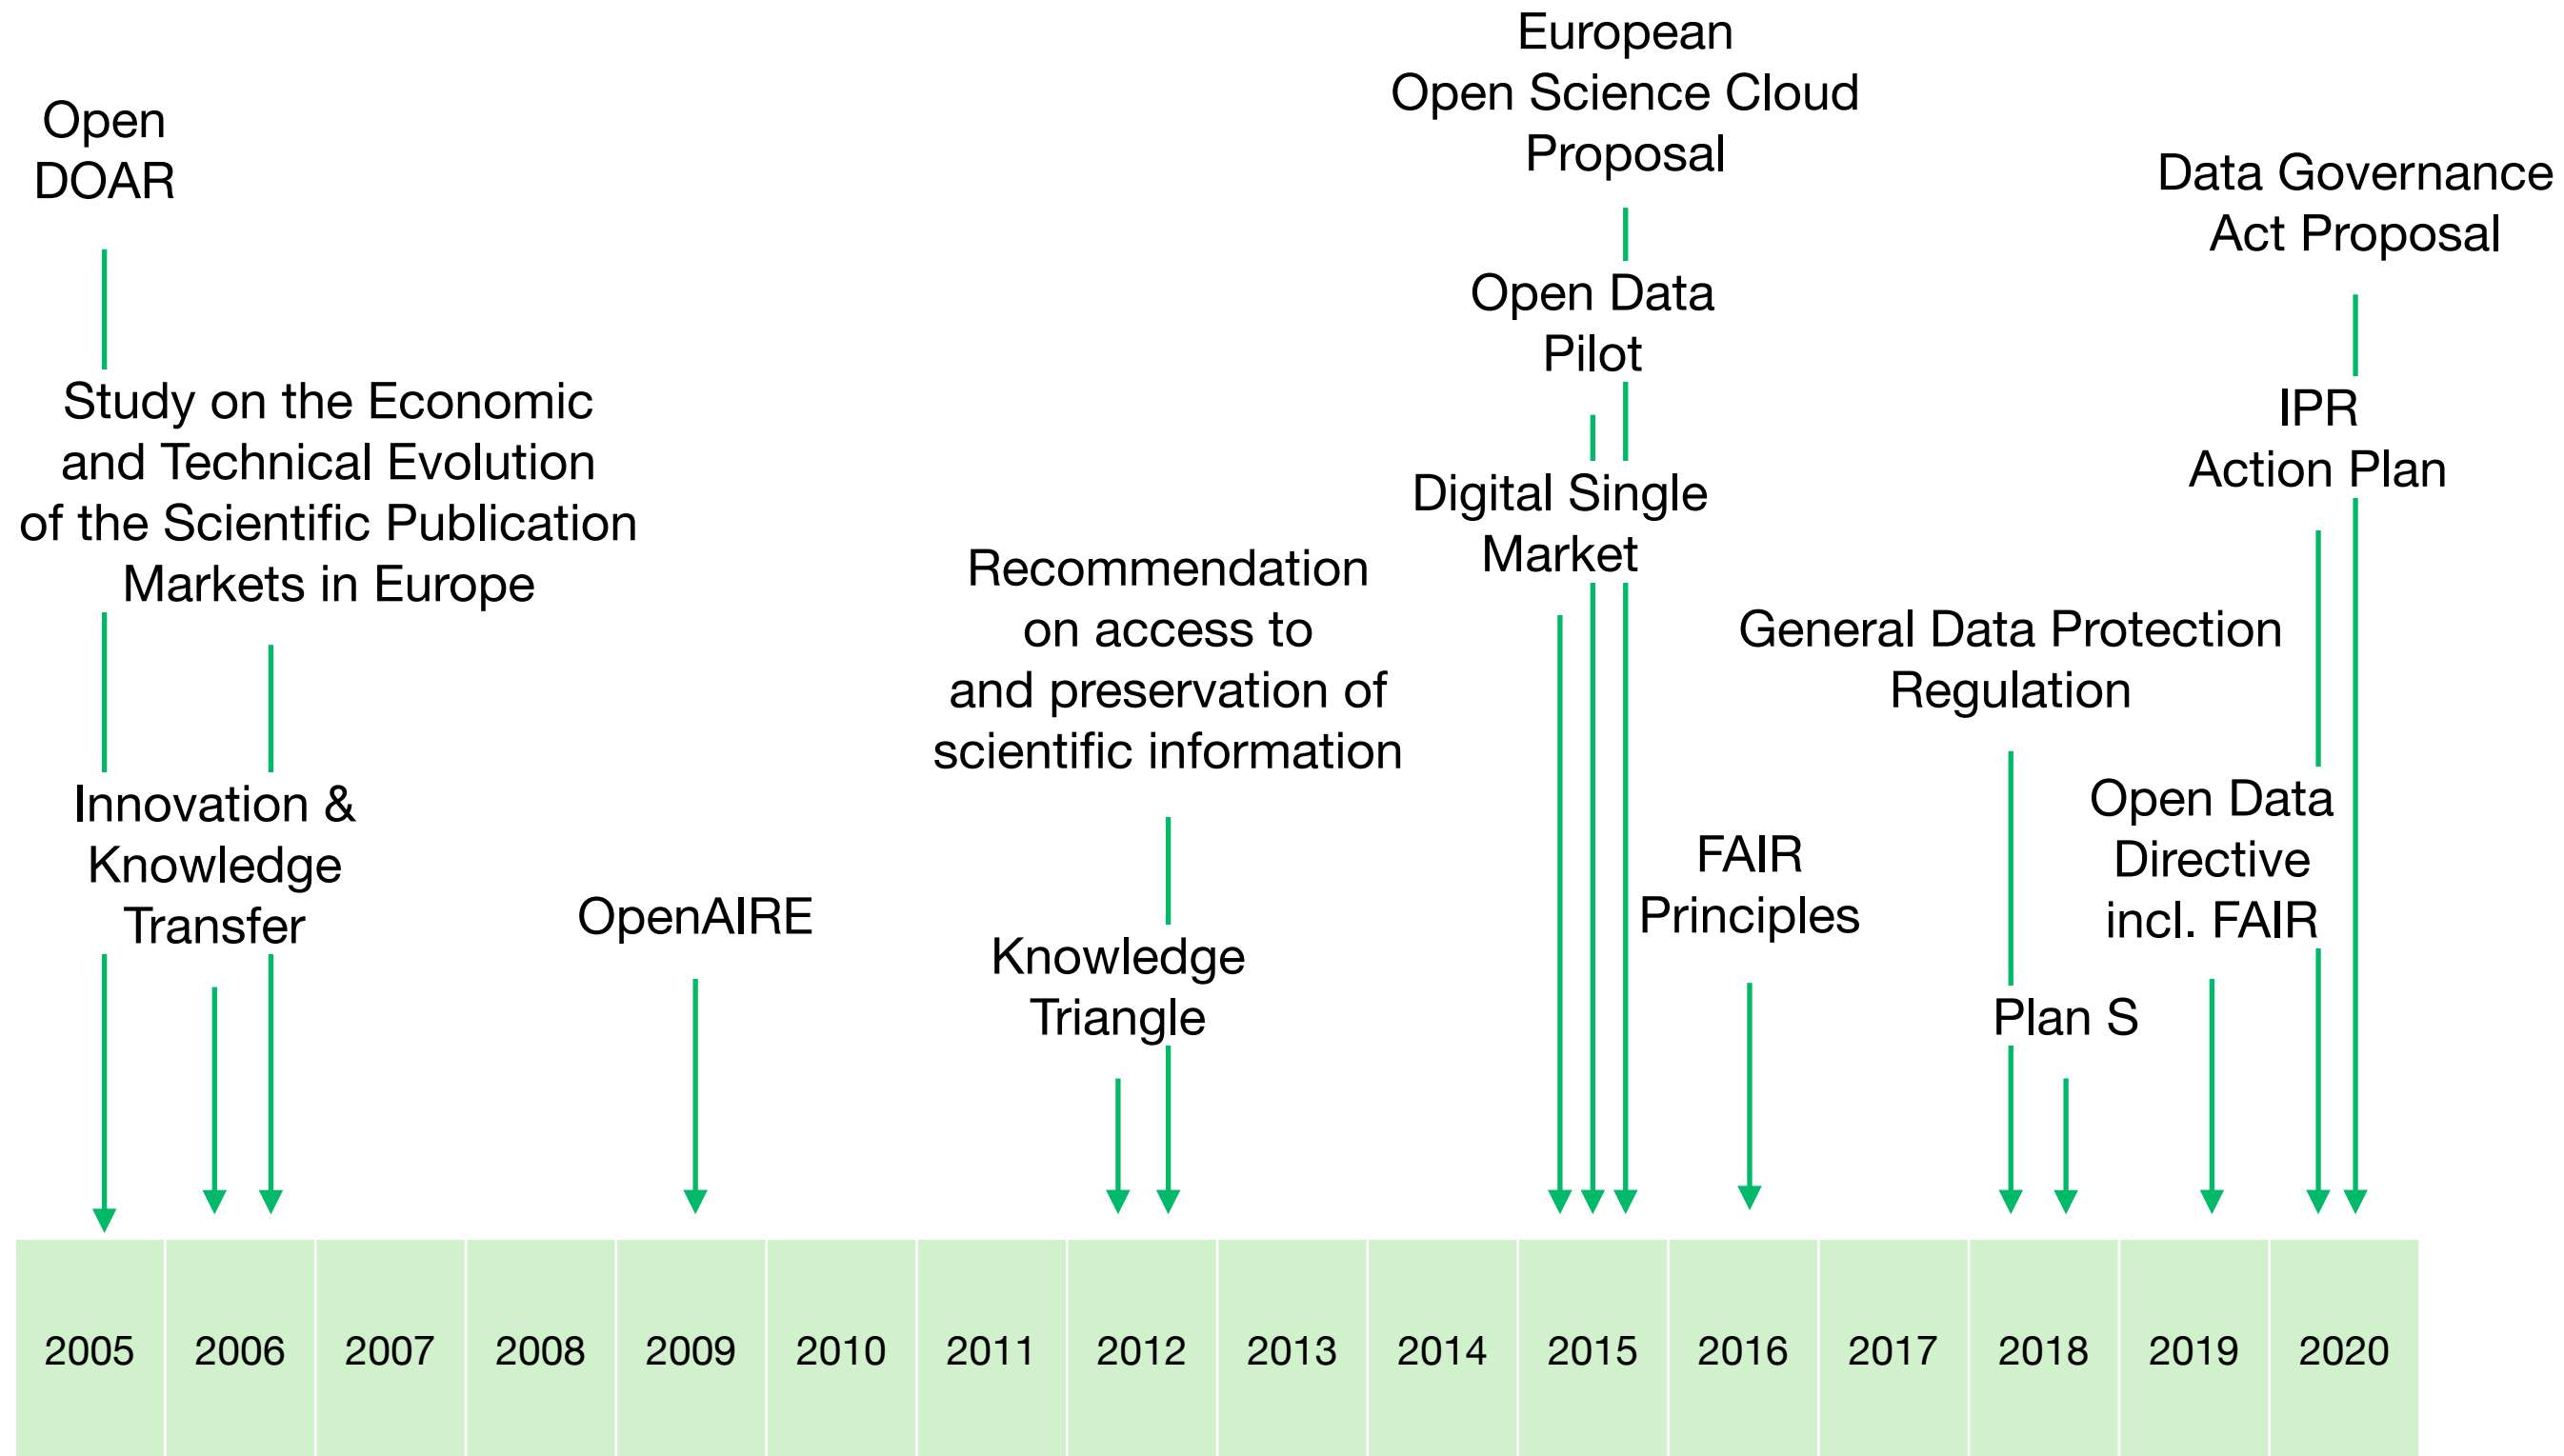 Open
DOAR
Study on the Economic
and Technical Evolution
of the Scientific Publication
Markets in Europe
Innovation &
Knowledge
Transfer
OpenAIRE
Recommendation
on access to
and preservation of
scientific information
Knowledge
Triangle
European
Open Science Cloud
Proposal
Open Data
Pilot
Digital Single
Market
FAIR
Principles
General Data Protection
Regulation
Plan S
Open Data
Directive
incl. FAIR
Data Governance
Act Proposal
IPR
Action Plan
2005 2006 2007 2008 2009 2010 2011 2012 2013 2014 2015 2016 2017 2018 2019 2020